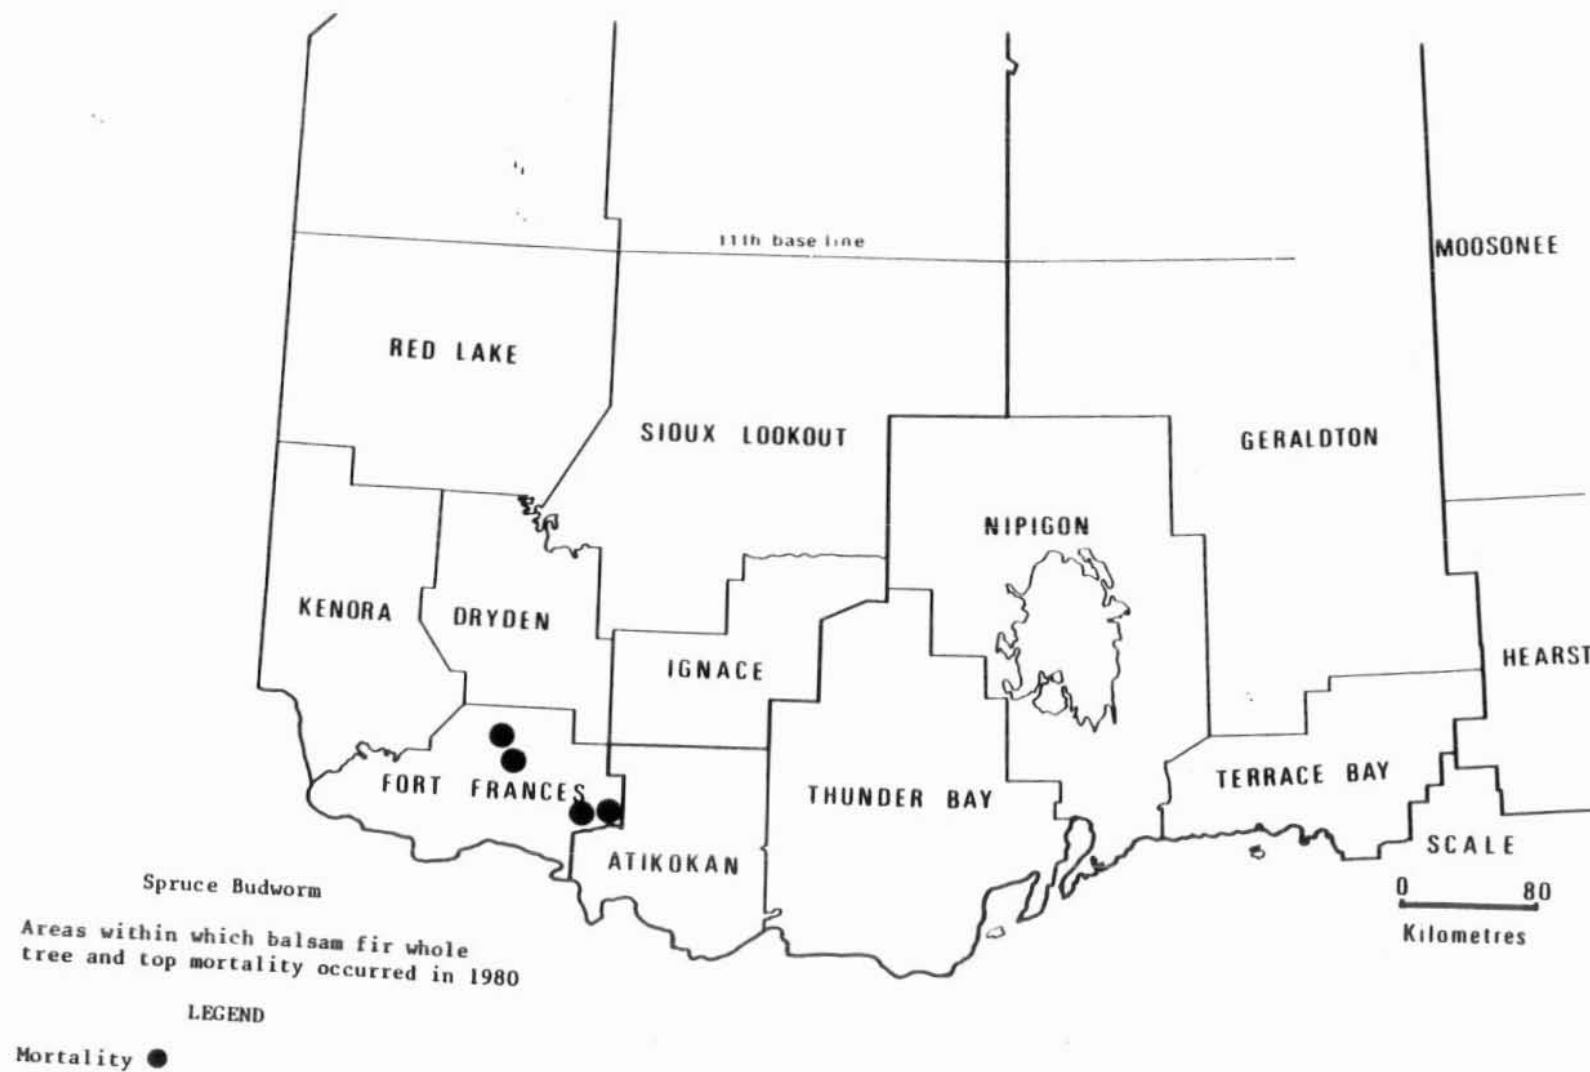 11th base line
MOOSONEE
RED LAKE
SIOUX LOOKOUT
GERALDTON
NIPIGON
KENORA
DRYDEN
IGNACE
HEARST
FORT FRANCES
THUNDER BAY
TERRACE BAY
ATIKOKAN
SCALE
0 80
Kilometres
Spruce Budworm
Areas within which balsam fir whole
tree and top mortality occurred in 1980
LEGEND
Mortality